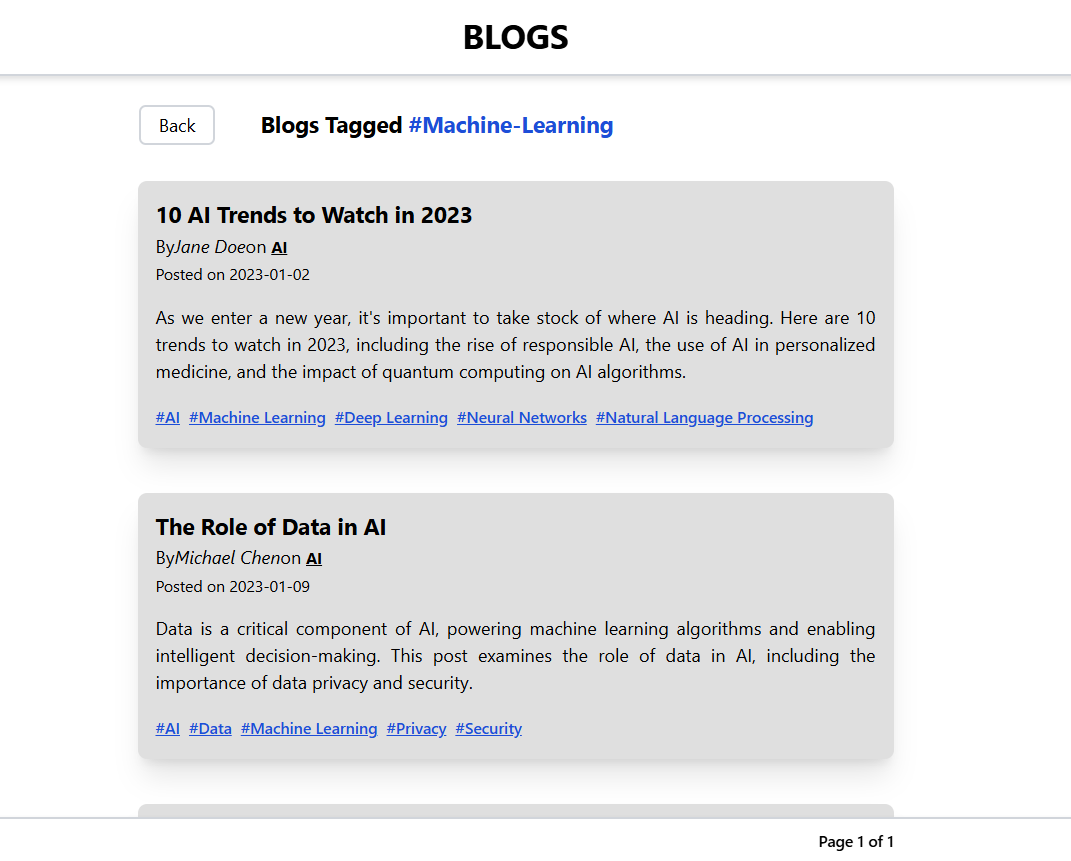 BLOGS
Back
Blogs Tagged #Machine-Learning
10 AI Trends to Watch in 2023
ByJane Doeon AI
Posted on 2023-01-02
As we enter a new year, it's important to take stock of where AI is heading. Here are 10
trends to watch in 2023, including the rise of responsible AI, the use of AI in personalized
medicine, and the impact of quantum computing on AI algorithms.
#AI #Machine Learning #Deep Learning #Neural Networks #Natural Language Processing
The Role of Data in AI
ByMichael Chenon AI
Posted on 2023-01-09
Data is a critical component of AI, powering machine learning algorithms and enabling
intelligent decision-making. This post examines the role of data in AI, including the
importance of data privacy and security.
#AI #Data #Machine Learning #Privacy #Security
Page 1 of 1